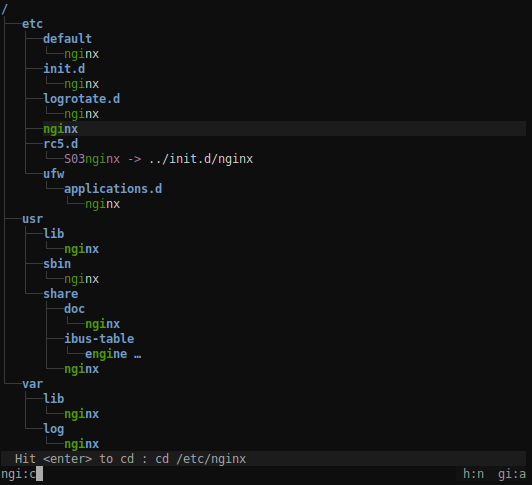 /
etc
default
nginx
init.d
nginx
logrotate.d
nginx
nginx
rc5.d
S03nginx -> ../init.d/nginx
ufw
applications.d
nginx
usr
lib
nginx
sbin
nginx
share
doc
nginx
ibus-table
engine …
nginx
var
lib
nginx
log
nginx
Hit <enter> to cd : cd /etc/nginx
ngi:c h:n gi:a